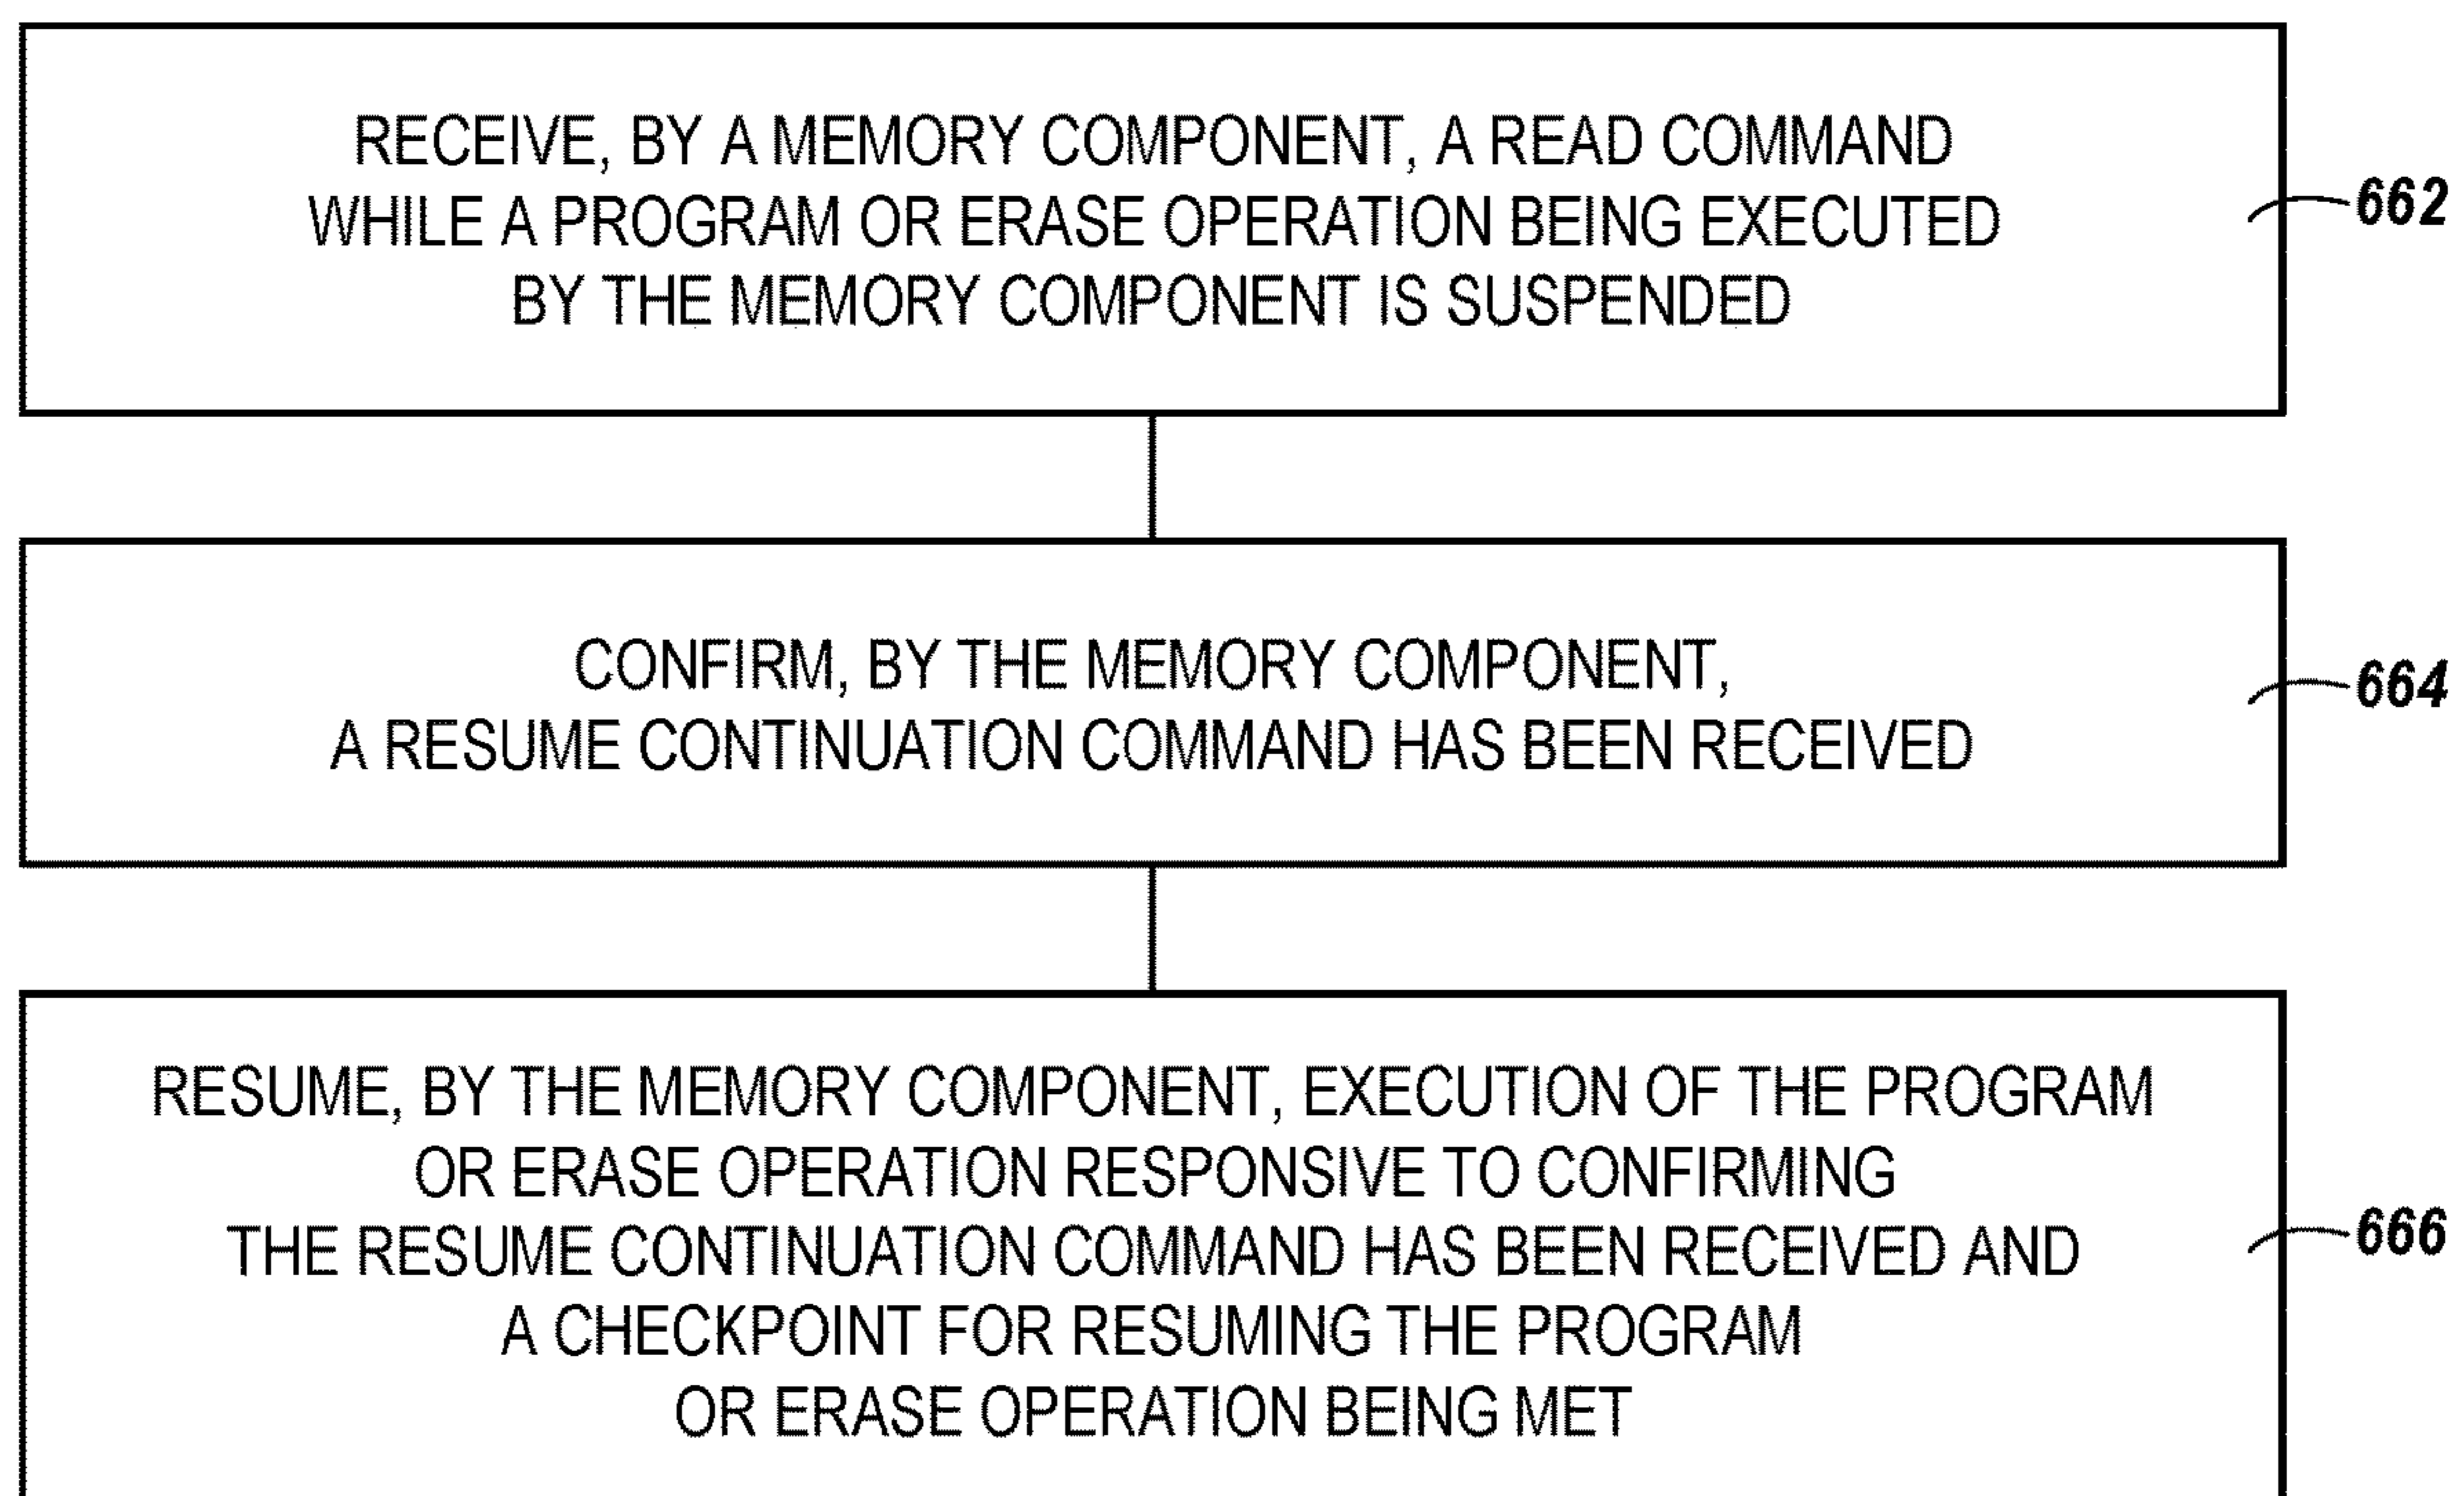 RECEIVE, BY A MEMORY COMPONENT, A READ COMMAND
WHILE A PROGRAM OR ERASE OPERATION BEING EXECUTED
BY THE MEMORY COMPONENT IS SUSPENDED
662
CONFIRM, BY THE MEMORY COMPONENT,
A RESUME CONTINUATION COMMAND HAS BEEN RECEIVED
664
RESUME, BY THE MEMORY COMPONENT, EXECUTION OF THE PROGRAM
OR ERASE OPERATION RESPONSIVE TO CONFIRMING
THE RESUME CONTINUATION COMMAND HAS BEEN RECEIVED AND
A CHECKPOINT FOR RESUMING THE PROGRAM
OR ERASE OPERATION BEING MET
666